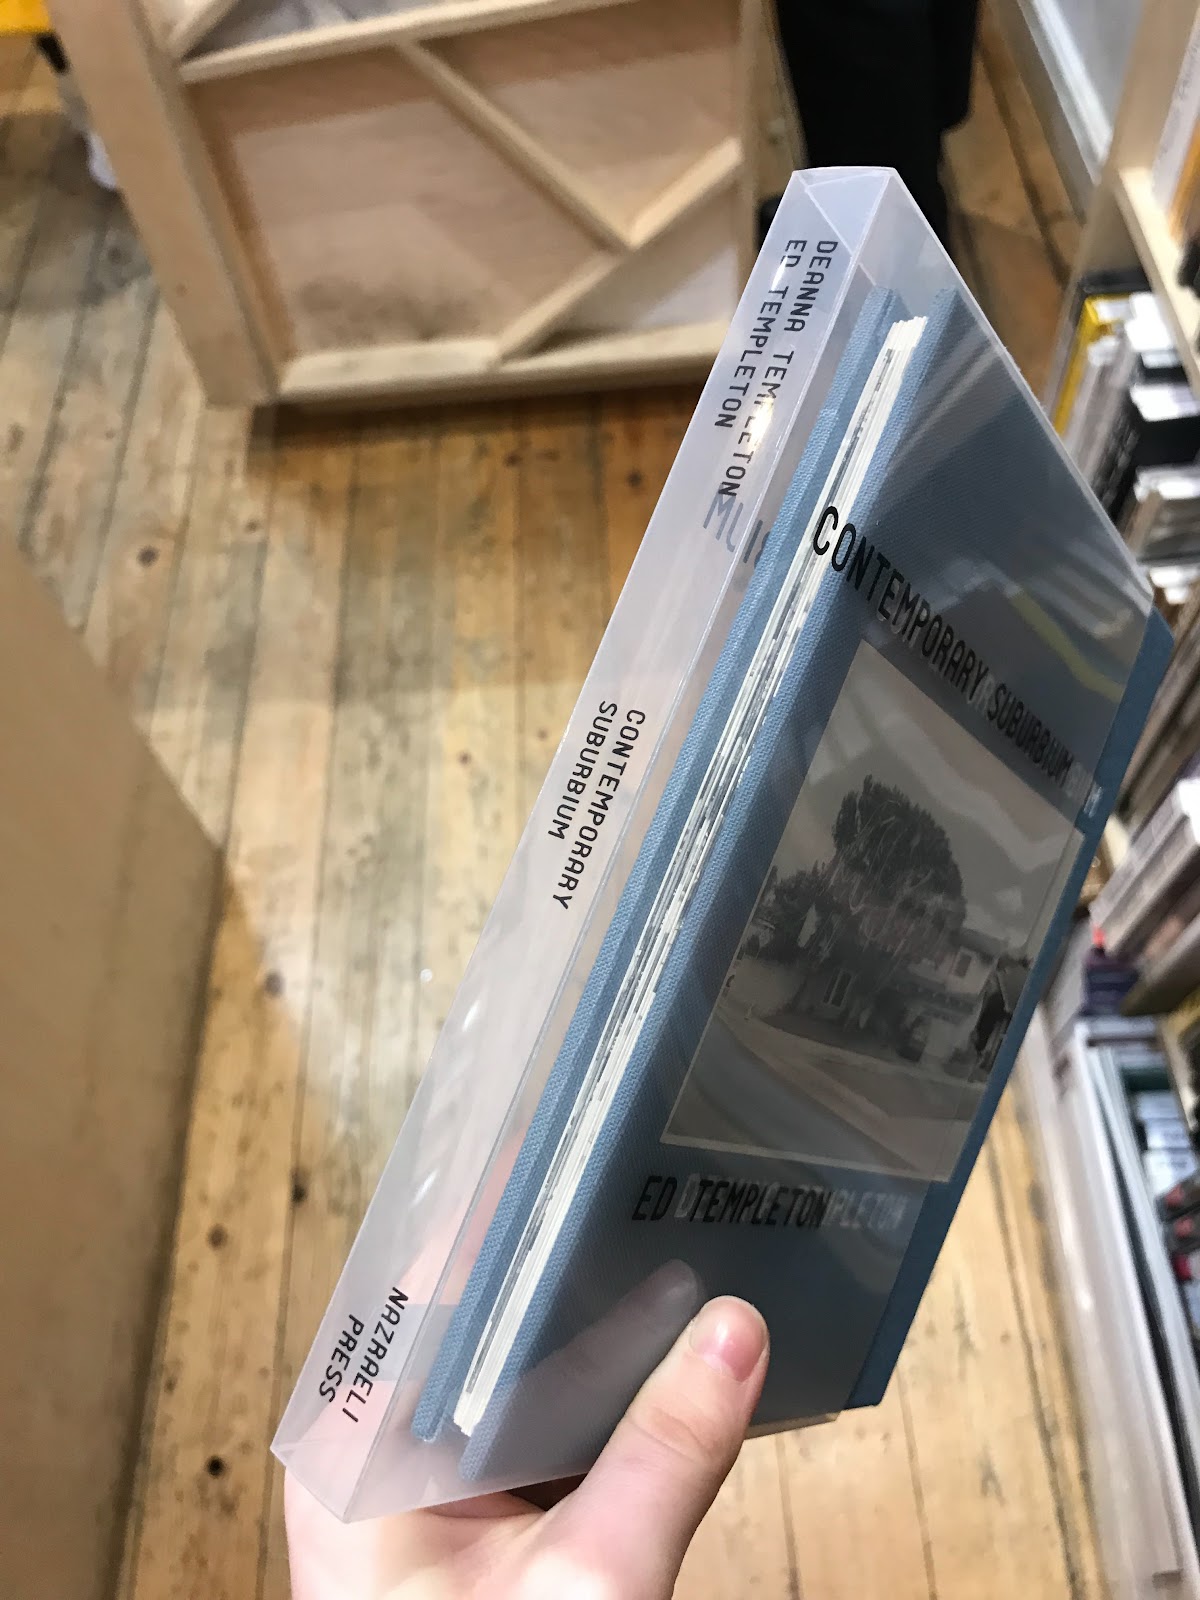 DEANNA TEMPLETON
ED TEMPLETON
CONTEMPORARY
SUBURBIUM
NAZRAELI
PRESS
CONTEMPORARY SUBURBIUM
ED TEMPLETON